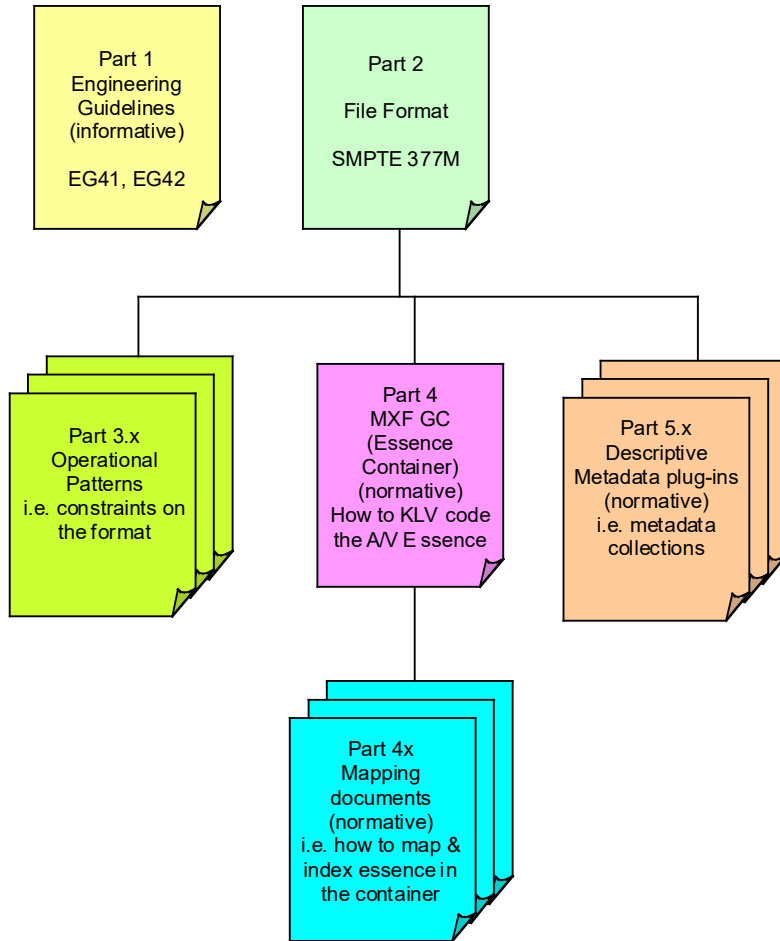 Part 1
Engineering
Guidelines
(informative)
EG41, EG42
Part 2
File Format
SMPTE 377M
Part 3.x
Operational
Patterns
i.e. constraints on
the format
Part 4
MXF GC
(Essence
Container)
(normative)
How to KLV code
the A/V E ssence
Part 5.x
Descriptive
Metadata plug-ins
(normative)
i.e. metadata
collections
Part 4x
Mapping
documents
(normative)
i.e. how to map &
index essence in
the container